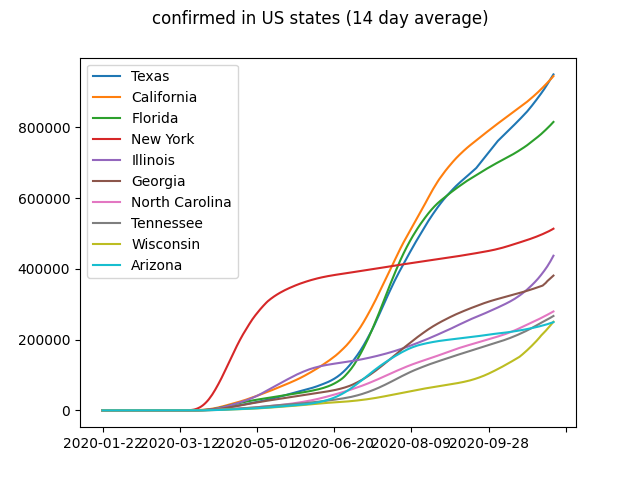 confirmed in US states (14 day average)
Texas
California
Florida
New York
Illinois
Georgia
North Carolina
Tennessee
Wisconsin
Arizona
800000
600000
400000
200000
0
2020-01-22
2020-03-12
2020-05-01
2020-06-20
2020-08-09
2020-09-28